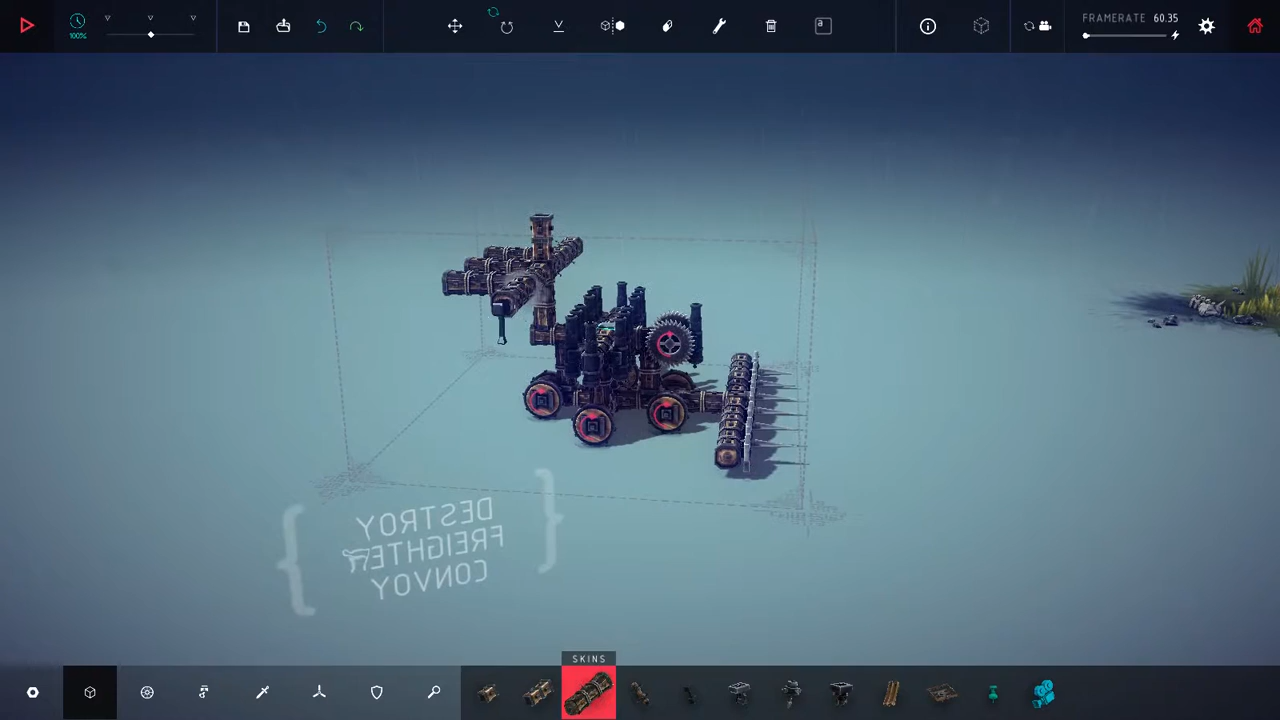 100%
a
FRAMERATE 60.35
DESTROY
FREIGHTER
CONVOY
SKINS